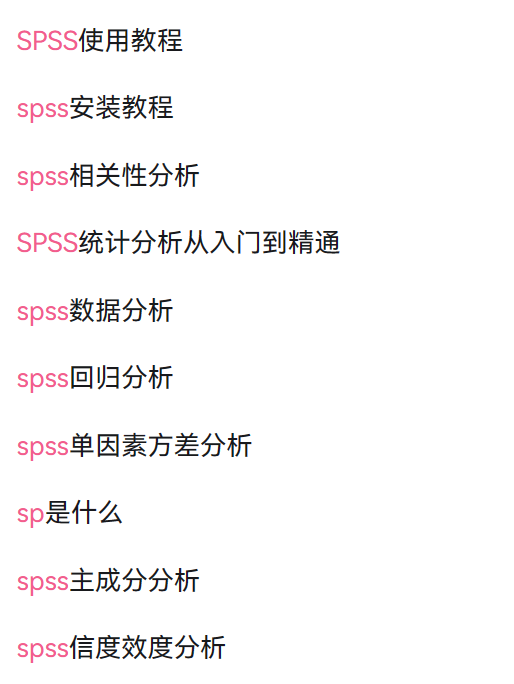 SPSS使用教程
spss安装教程
spss相关性分析
SPSS统计分析从入门到精通
spss数据分析
spss回归分析
spss单因素方差分析
sp是什么
spss主成分分析
spss信度效度分析